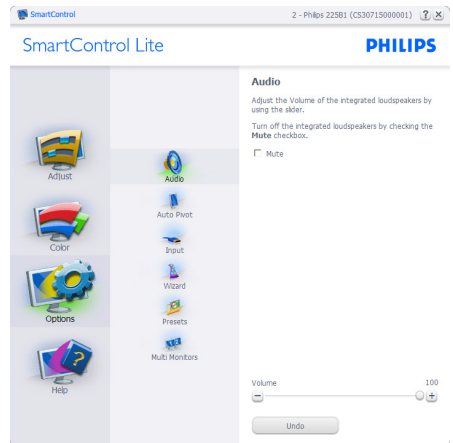 SmartControl
2 - Philips 225B1 (CS30715000001)
SmartControl Lite
PHILIPS
Adjust
Color
Options
Help
Audio
Auto Pivot
Input
Wizard
Presets
Multi Monitors
Audio
Adjust the Volume of the integrated loudspeakers by
using the slider.
Turn off the integrated loudspeakers by checking the
Mute checkbox.
Mute
Volume 100
Undo